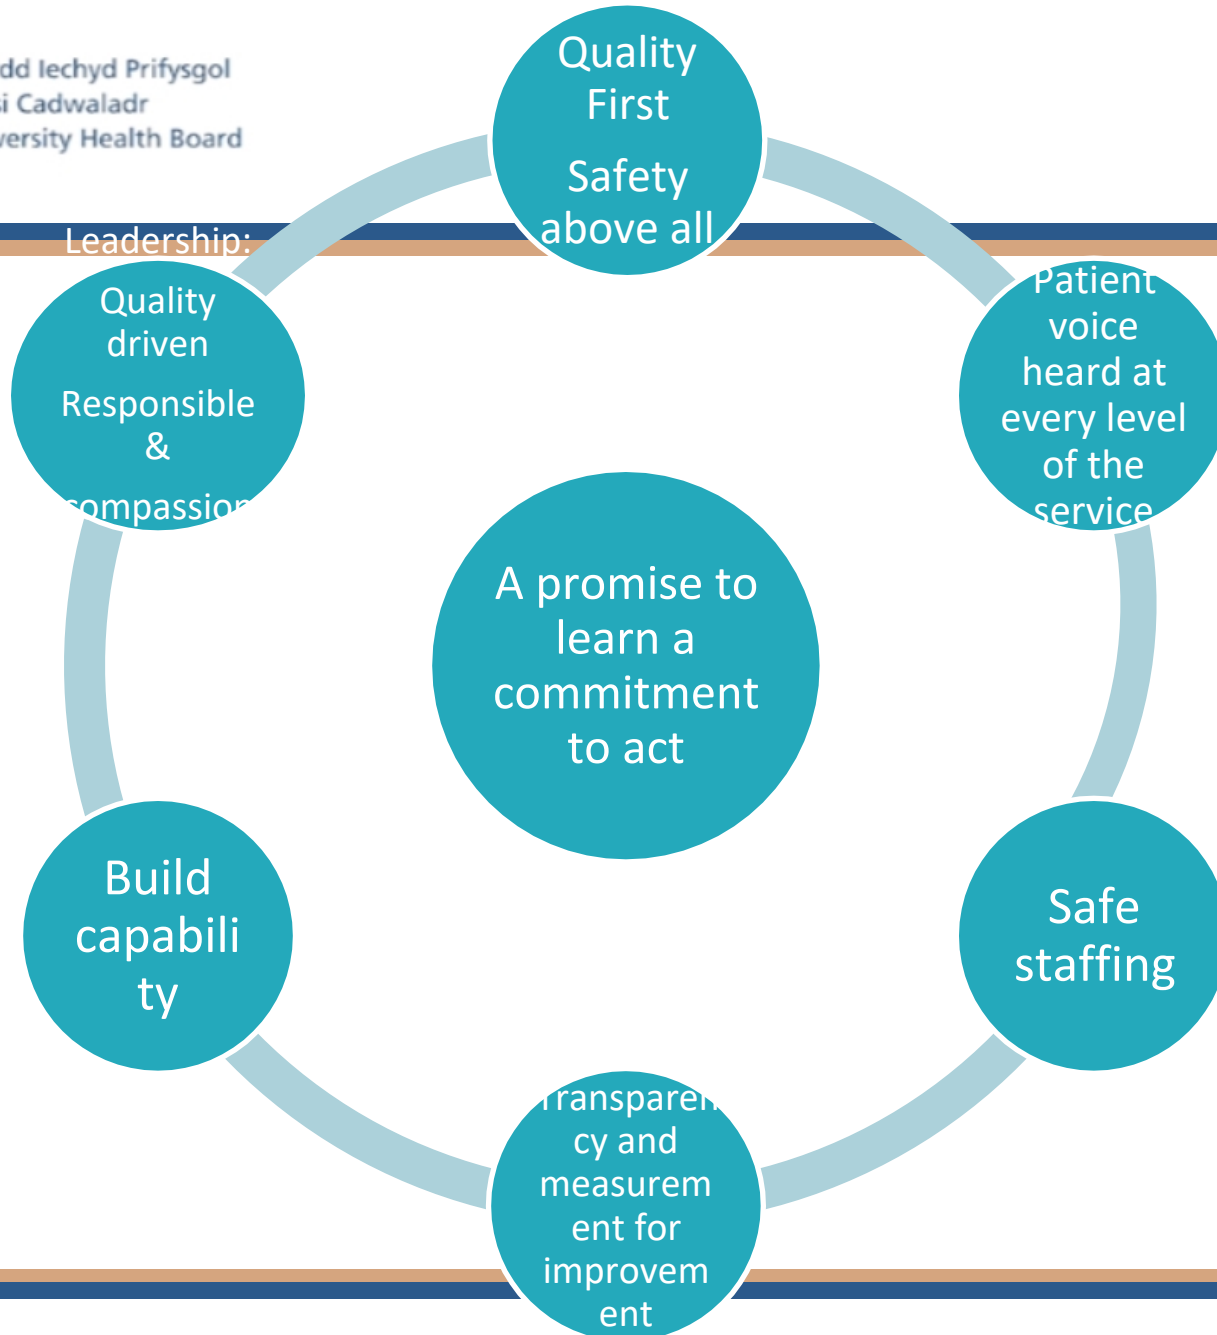 dd Iechyd Prifysgol
si Cadwaladr
versity Health Board
Quality
First
Safety
above all
Patient
voice
heard at
every level
of the
service
Safe
staffing
Transparen
cy and
measurem
ent for
improvem
ent
Build
capabili
ty
Leadership:
Quality
driven
Responsible
&
compassion
A promise to
learn a
commitment
to act